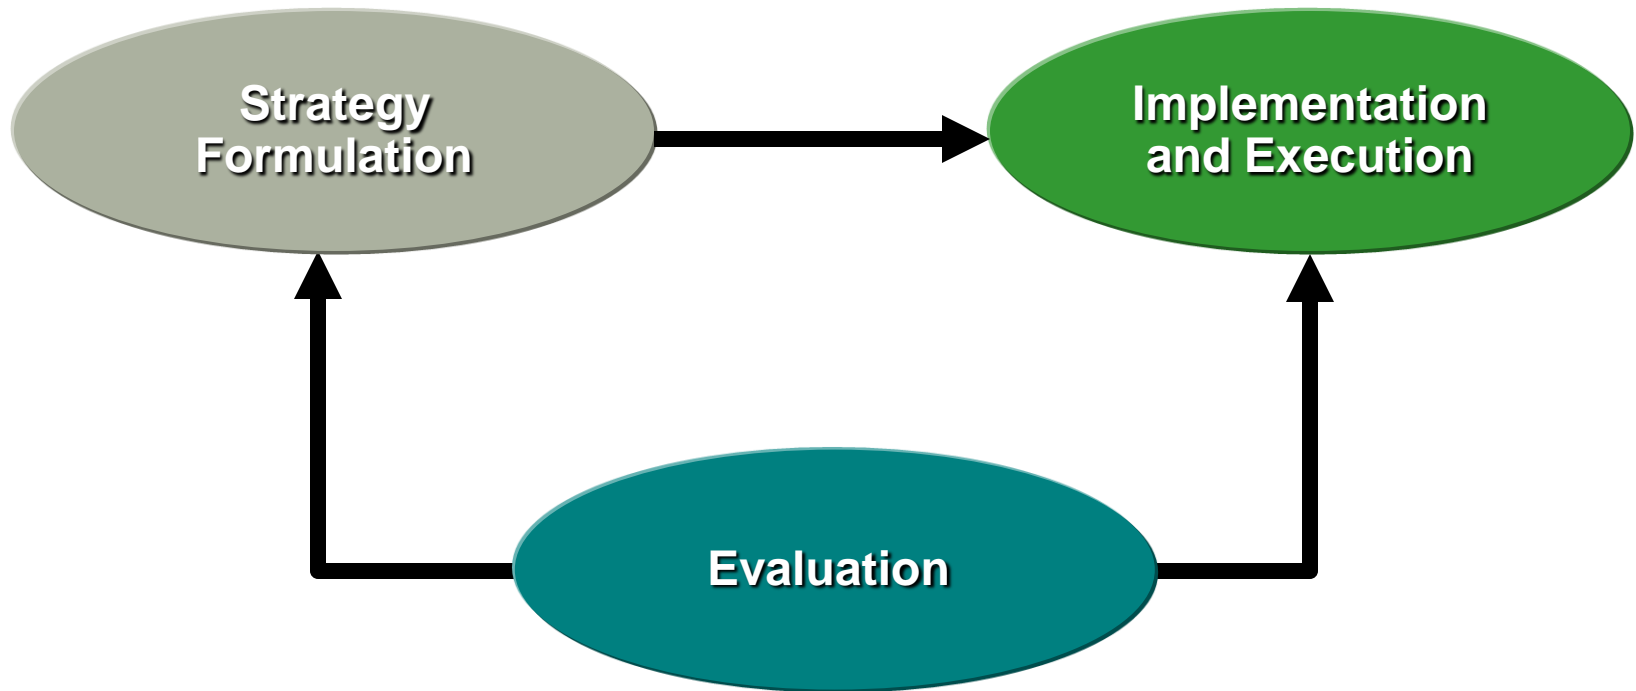 Strategy
Formulation
Implementation
and Execution
Evaluation